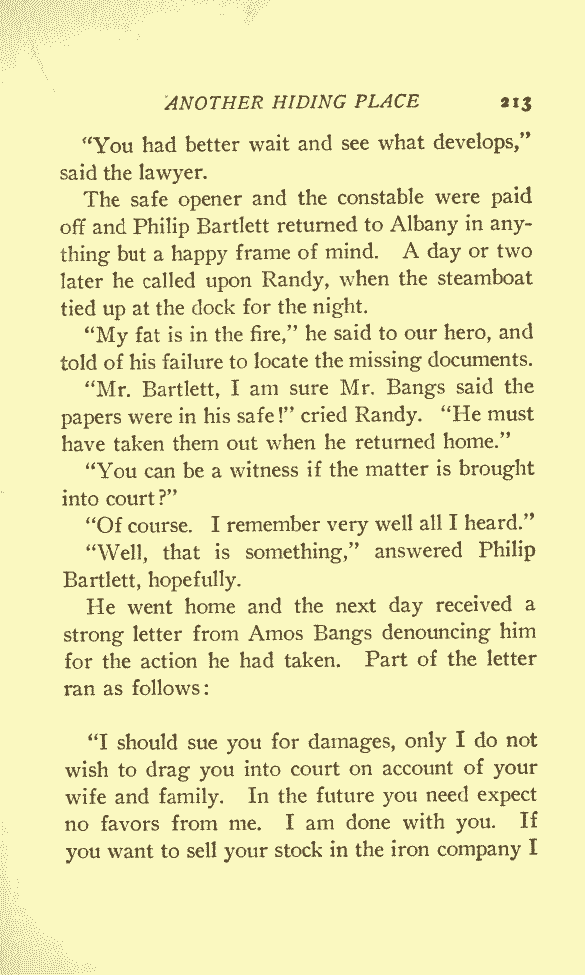 ANOTHER HIDING PLACE 213
"You had better wait and see what develops,"
said the lawyer.
The safe opener and the constable were paid
off and Philip Bartlett returned to Albany in any-
thing but a happy frame of mind. A day or two
later he called upon Randy, when the steamboat
tied up at the dock for the night.
"My fat is in the fire," he said to our hero, and
told of his failure to locate the missing documents.
"Mr. Bartlett, I am sure Mr. Bangs said the
papers were in his safe!" cried Randy. "He must
have taken them out when he returned home."
"You can be a witness if the matter is brought
into court?"
"Of course. I remember very well all I heard."
"Well, that is something," answered Philip
Bartlett, hopefully.
He went home and the next day received a
strong letter from Amos Bangs denouncing him
for the action he had taken. Part of the letter
ran as follows:
"I should sue you for damages, only I do not
wish to drag you into court on account of your
wife and family. In the future you need expect
no favors from me. I am done with you. If
you want to sell your stock in the iron company I